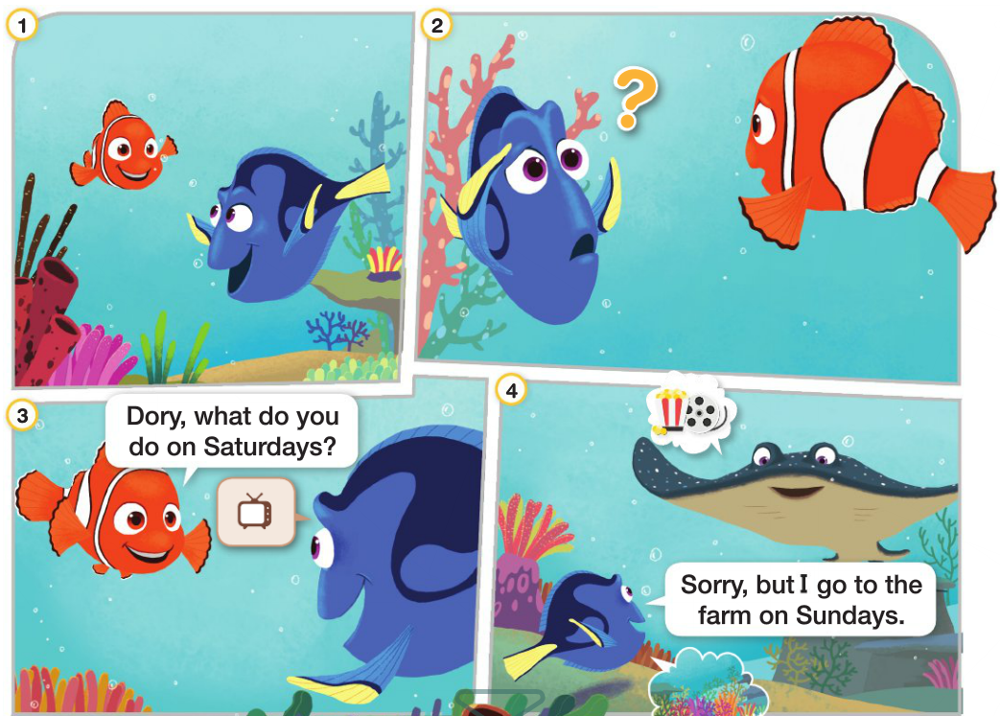 1
2
?
3
Dory, what do you
do on Saturdays?
4
Sorry, but I go to the
farm on Sundays.